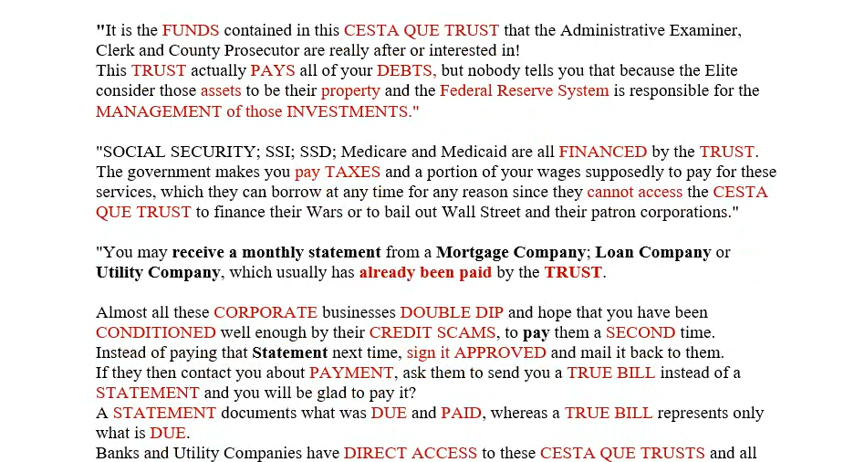 "It is the FUNDS contained in this CESTA QUE TRUST that the Administrative Examiner,
Clerk and County Prosecutor are really after or interested in!
This TRUST actually PAYS all of your DEBTS, but nobody tells you that because the Elite
consider those assets to be their property and the Federal Reserve System is responsible for the
MANAGEMENT of those INVESTMENTS."
"SOCIAL SECURITY; SSI; SSD; Medicare and Medicaid are all FINANCED by the TRUST.
The government makes you pay TAXES and a portion of your wages supposedly to pay for these
services, which they can borrow at any time for any reason since they cannot access the CESTA
QUE TRUST to finance their Wars or to bail out Wall Street and their patron corporations."
"You may receive a monthly statement from a Mortgage Company; Loan Company or
Utility Company, which usually has already been paid by the TRUST.
Almost all these CORPORATE businesses DOUBLE DIP and hope that you have been
CONDITIONED well enough by their CREDIT SCAMS, to pay them a SECOND time.
Instead of paying that Statement next time, sign it APPROVED and mail it back to them.
If they then contact you about PAYMENT, ask them to send you a TRUE BILL instead of a
STATEMENT and you will be glad to pay it?
A STATEMENT documents what was DUE and PAID, whereas a TRUE BILL represents only
what is DUE.
Banks and Utility Companies have DIRECT ACCESS to these CESTA QUE TRUSTS and all